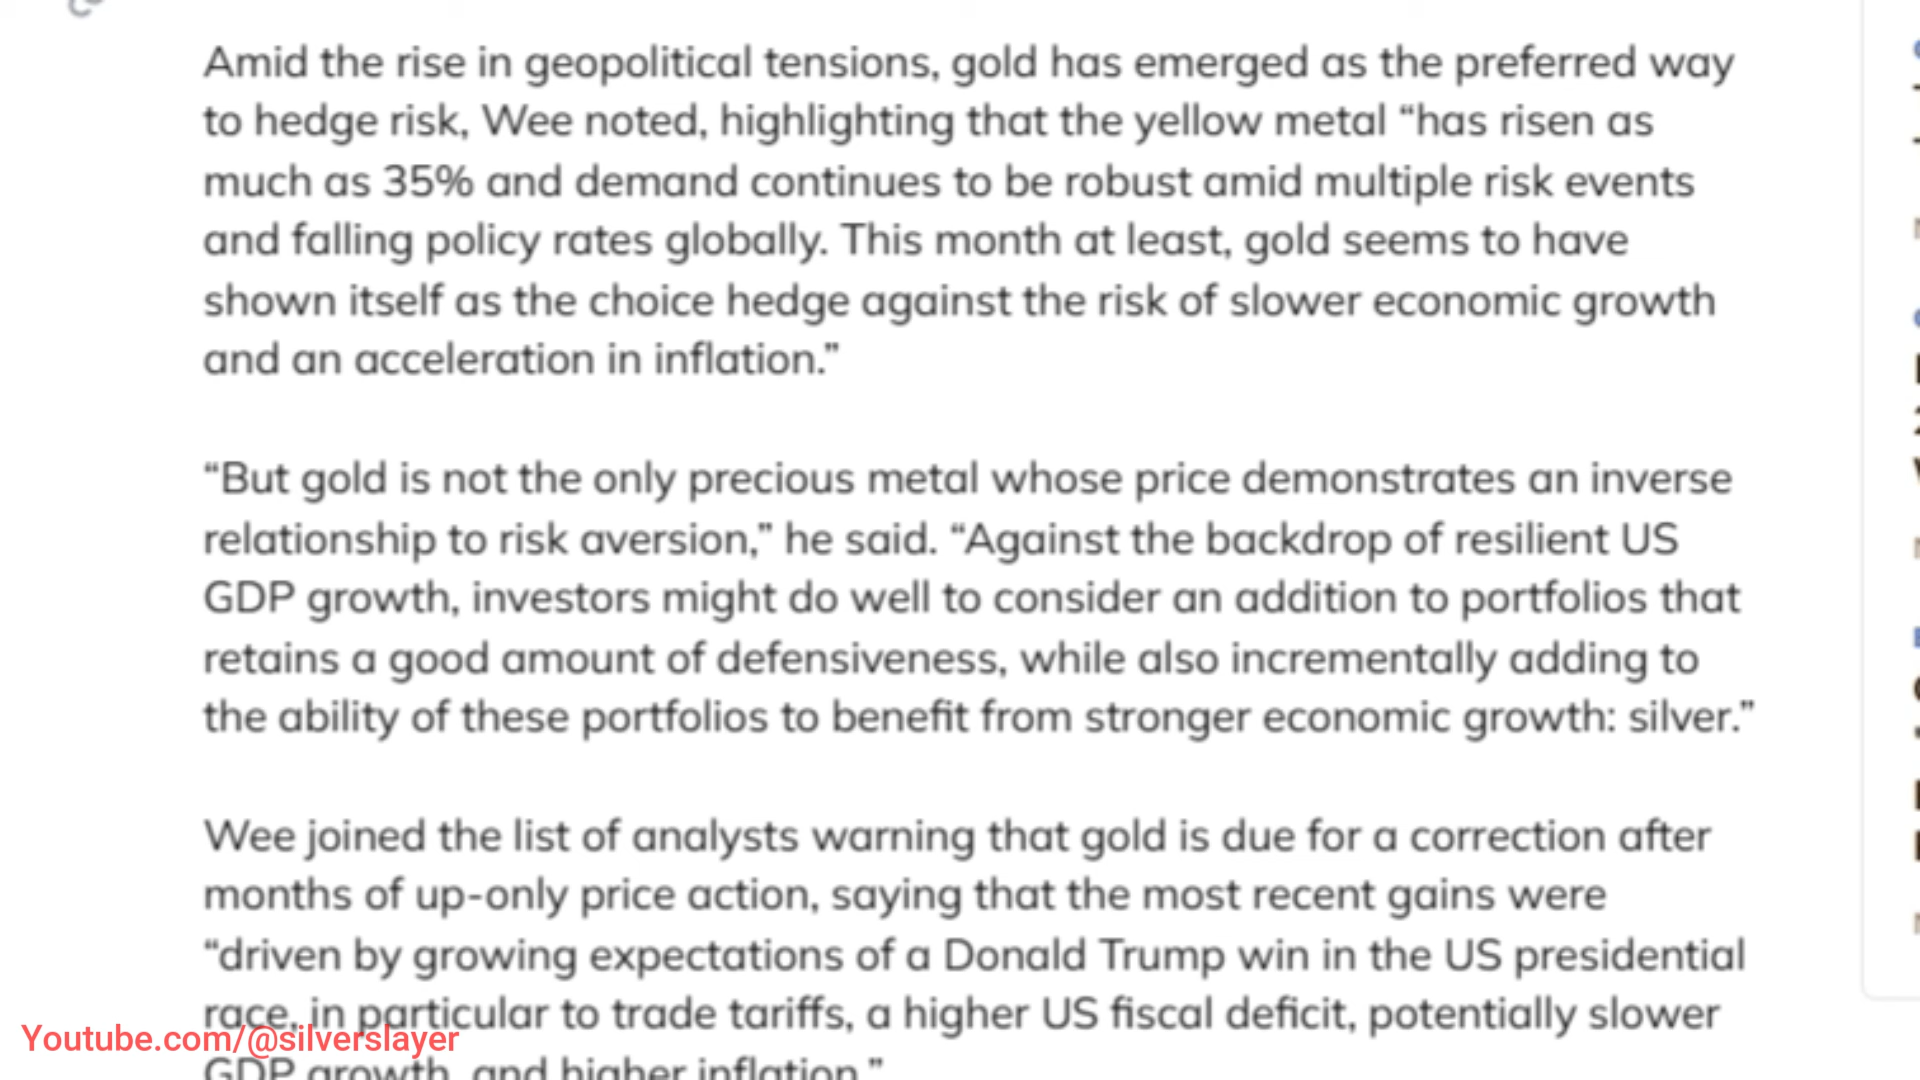 Amid the rise in geopolitical tensions, gold has emerged as the preferred way
to hedge risk, Wee noted, highlighting that the yellow metal “has risen as
much as 35% and demand continues to be robust amid multiple risk events
and falling policy rates globally. This month at least, gold seems to have
shown itself as the choice hedge against the risk of slower economic growth
and an acceleration in inflation.”
“But gold is not the only precious metal whose price demonstrates an inverse
relationship to risk aversion,” he said. “Against the backdrop of resilient US
GDP growth, investors might do well to consider an addition to portfolios that
retains a good amount of defensiveness, while also incrementally adding to
the ability of these portfolios to benefit from stronger economic growth: silver.”
Wee joined the list of analysts warning that gold is due for a correction after
months of up-only price action, saying that the most recent gains were
“driven by growing expectations of a Donald Trump win in the US presidential
race, in particular to trade tariffs, a higher US fiscal deficit, potentially slower
GDP growth, and higher inflation.”
Youtube.com/@silverslayer